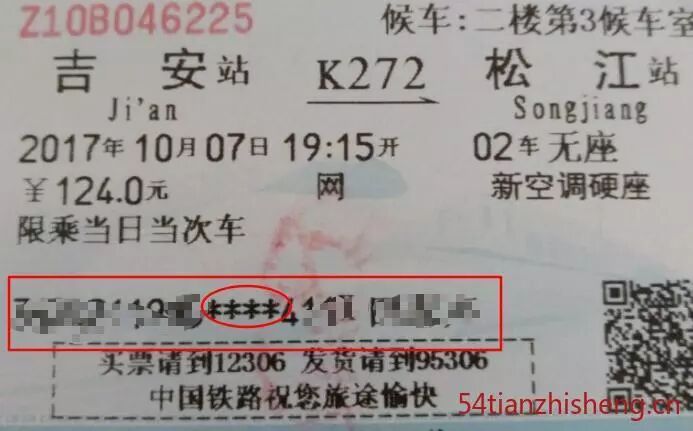 Z10B046225 候车:二楼第3候车室
吉安站 K272 松江站
Ji'an Songjiang
2017年10月07日19:15开 02车无座
￥124.0元 网 新空调硬座
限乘当日当次车
****
买票请到12306 发货请到95306
中国铁路祝您旅途愉快
54tianzhisheng.cn